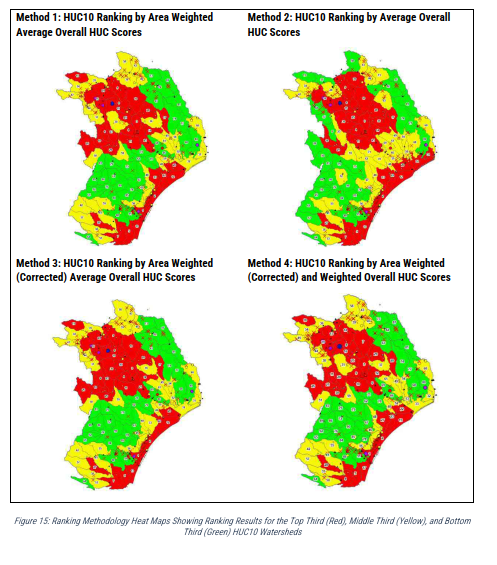 Method 1: HUC10 Ranking by Area Weighted
Average Overall HUC Scores
Method 2: HUC10 Ranking by Average Overall
HUC Scores
Method 3: HUC10 Ranking by Area Weighted
(Corrected) Average Overall HUC Scores
Method 4: HUC10 Ranking by Area Weighted
(Corrected) and Weighted Overall HUC Scores
Figure 15: Ranking Methodology Heat Maps Showing Ranking Results for the Top Third (Red), Middle Third (Yellow), and Bottom
Third (Green) HUC10 Watersheds